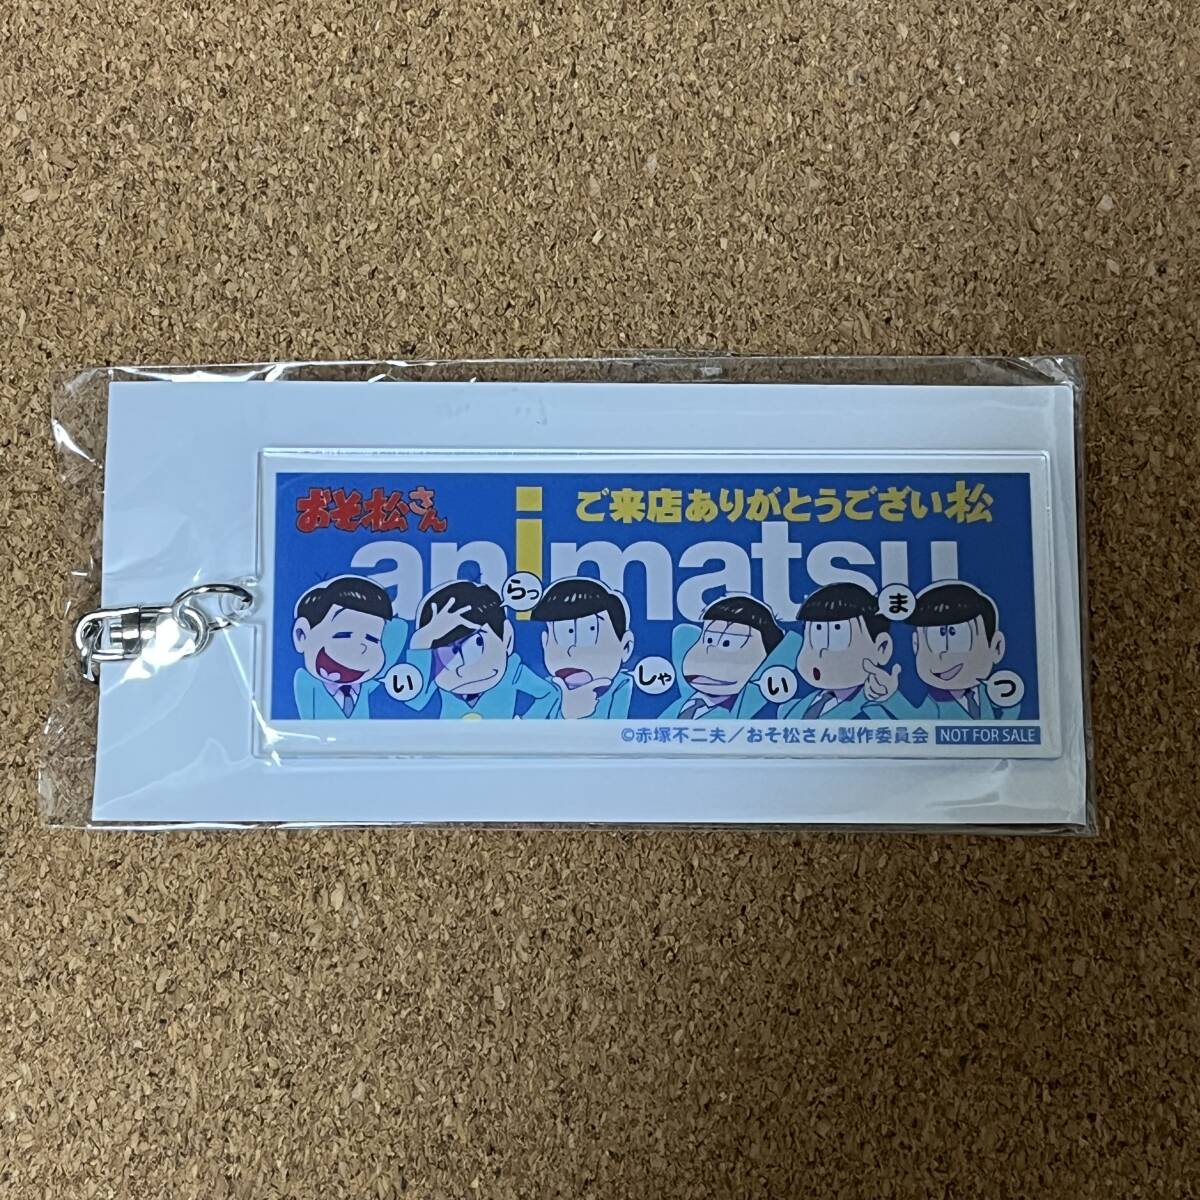 おそ松さん
ご来店ありがとうござい松
animatsu
い
らっ
しゃ
い
ま
つ
©赤塚不二夫／おそ松さん製作委員会 NOT FOR SALE